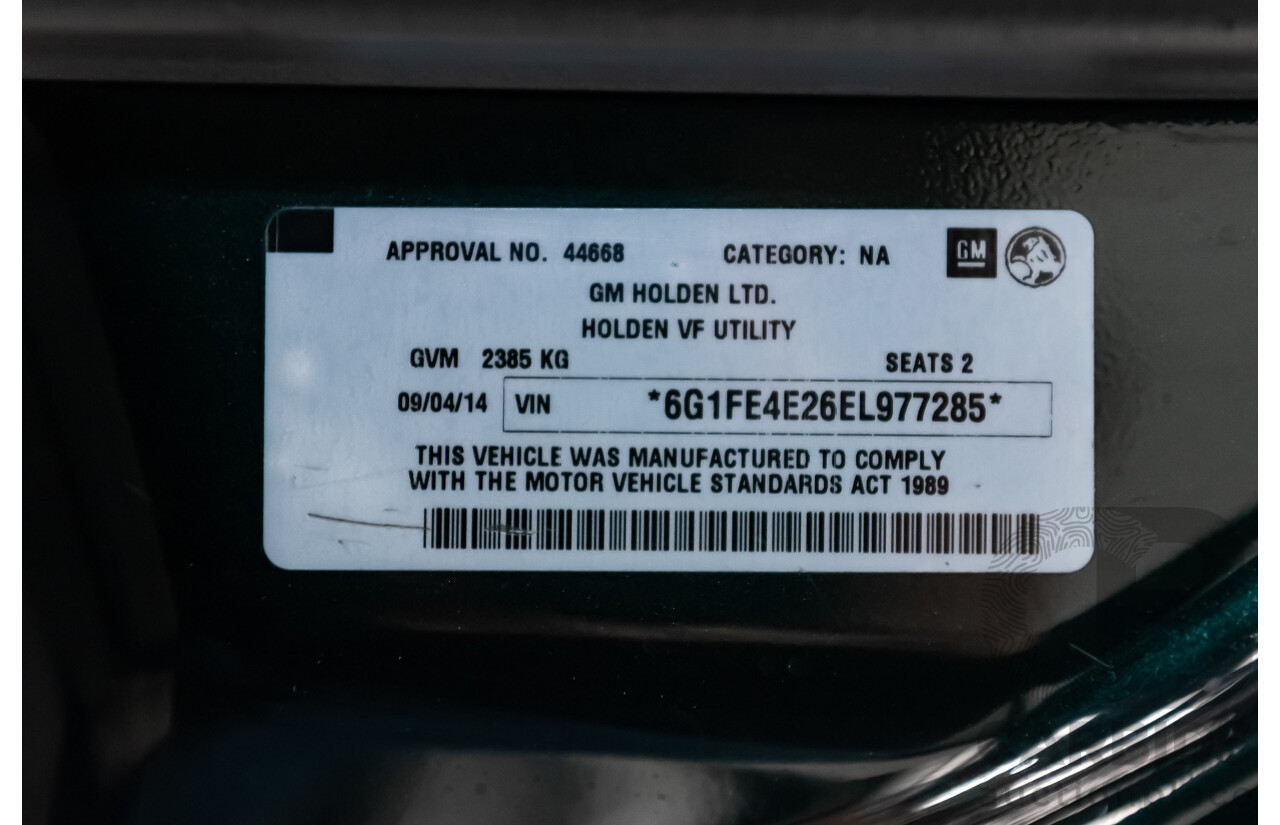 APPROVAL NO. 44668 CATEGORY: NA GM
GM HOLDEN LTD.
HOLDEN VF UTILITY
GVM 2385 KG SEATS 2
09/04/14 VIN *6G1FE4E26EL977285*
THIS VEHICLE WAS MANUFACTURED TO COMPLY
WITH THE MOTOR VEHICLE STANDARDS ACT 1989